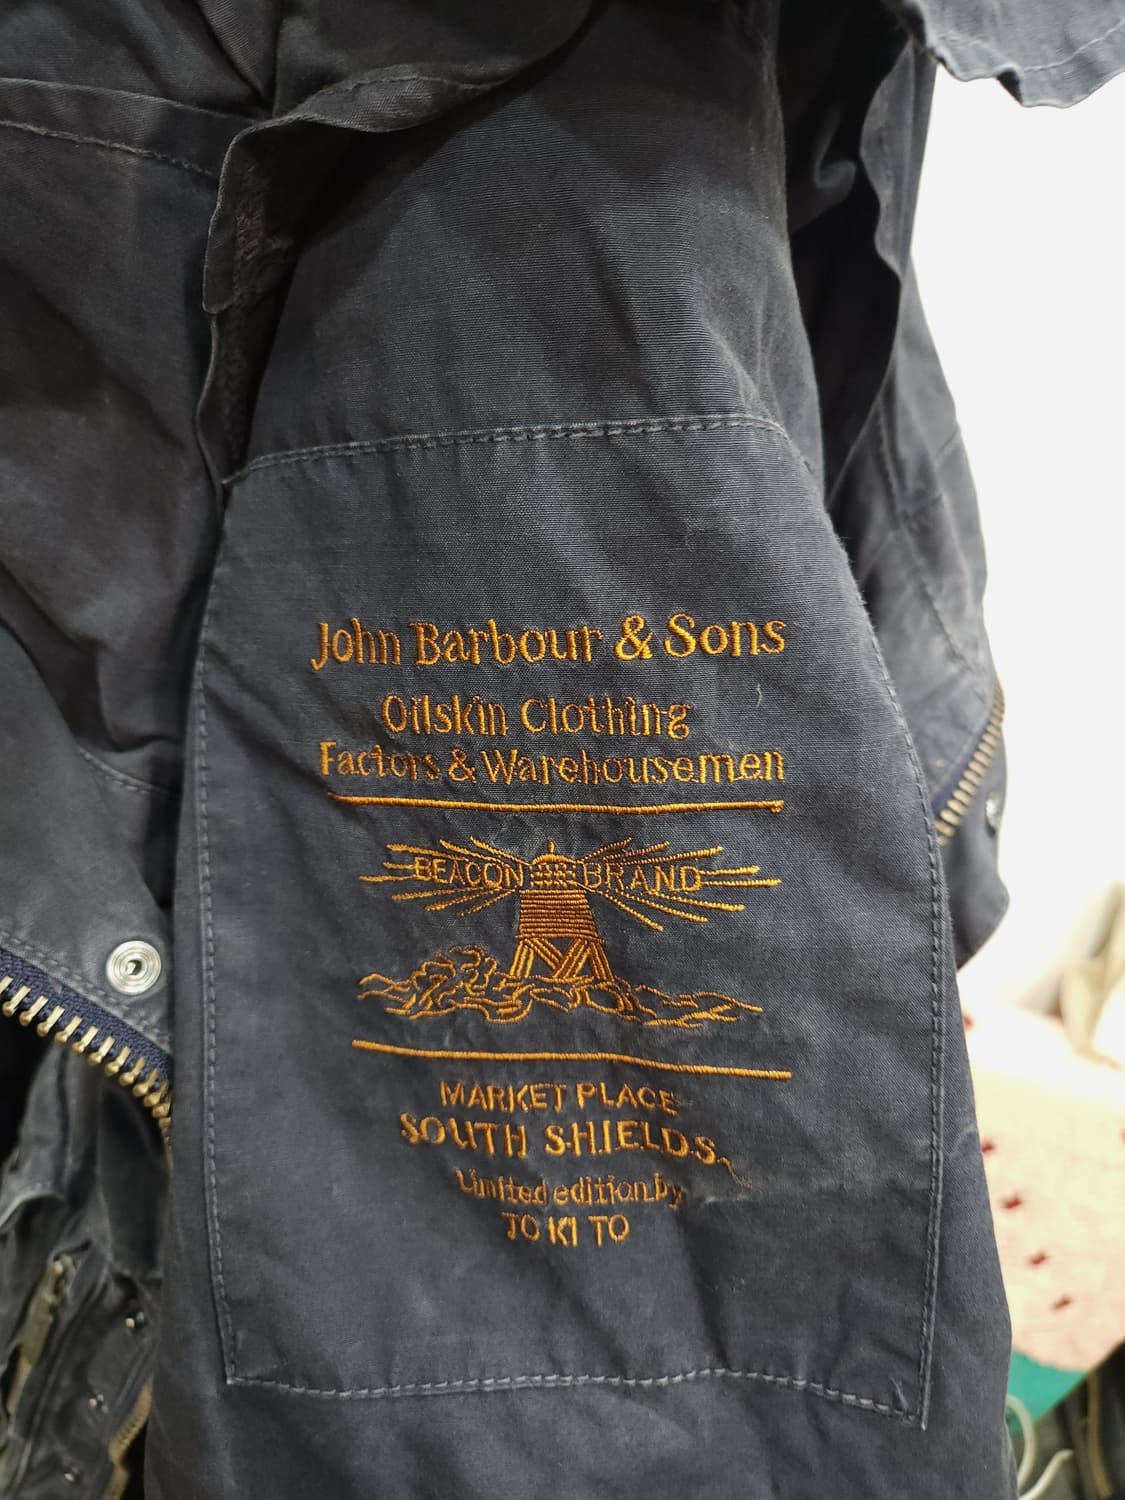 John Barbour & Sons
Oilskin Clothing
Factors & Warehousemen
BEACON BRAND
MARKET PLACE
SOUTH SHIELDS.
Limited edition by
TO KI TO